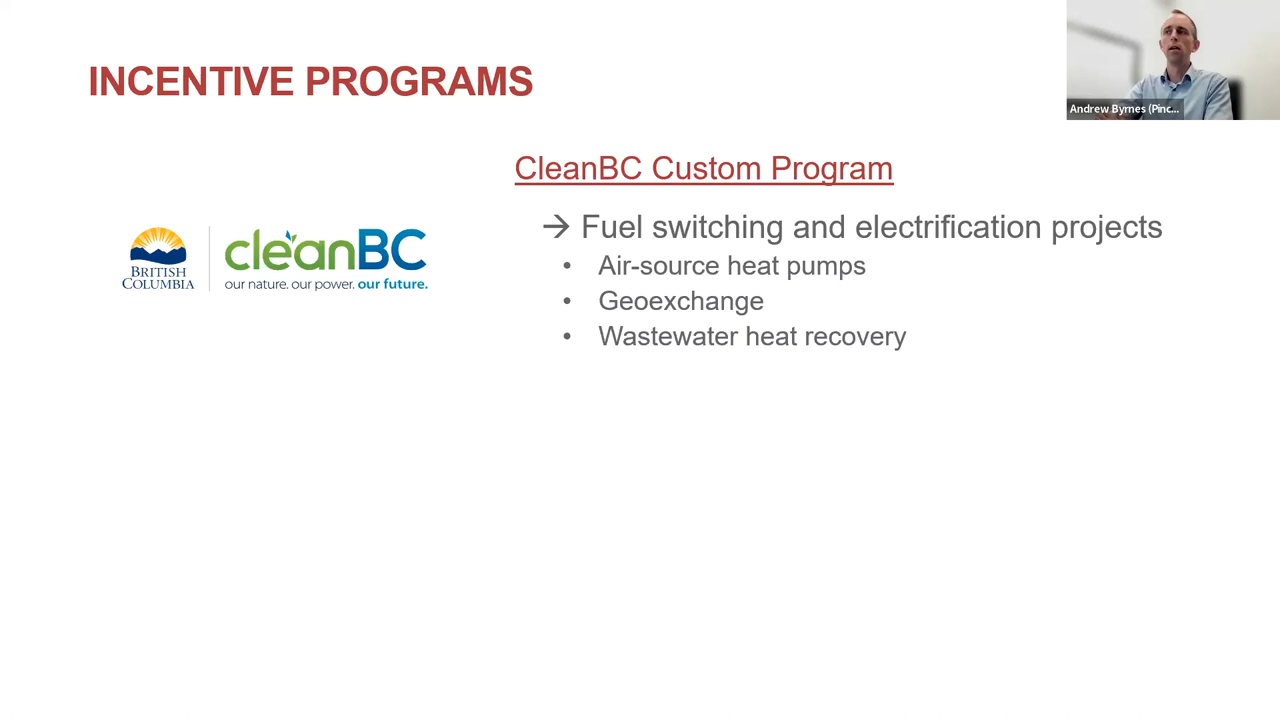 INCENTIVE PROGRAMS
Andrew Byrnes (Pinc...
CleanBC Custom Program
→ Fuel switching and electrification projects
• Air-source heat pumps
• Geoexchange
• Wastewater heat recovery
BRITISH
COLUMBIA
cleanBC
our nature. our power. our future.